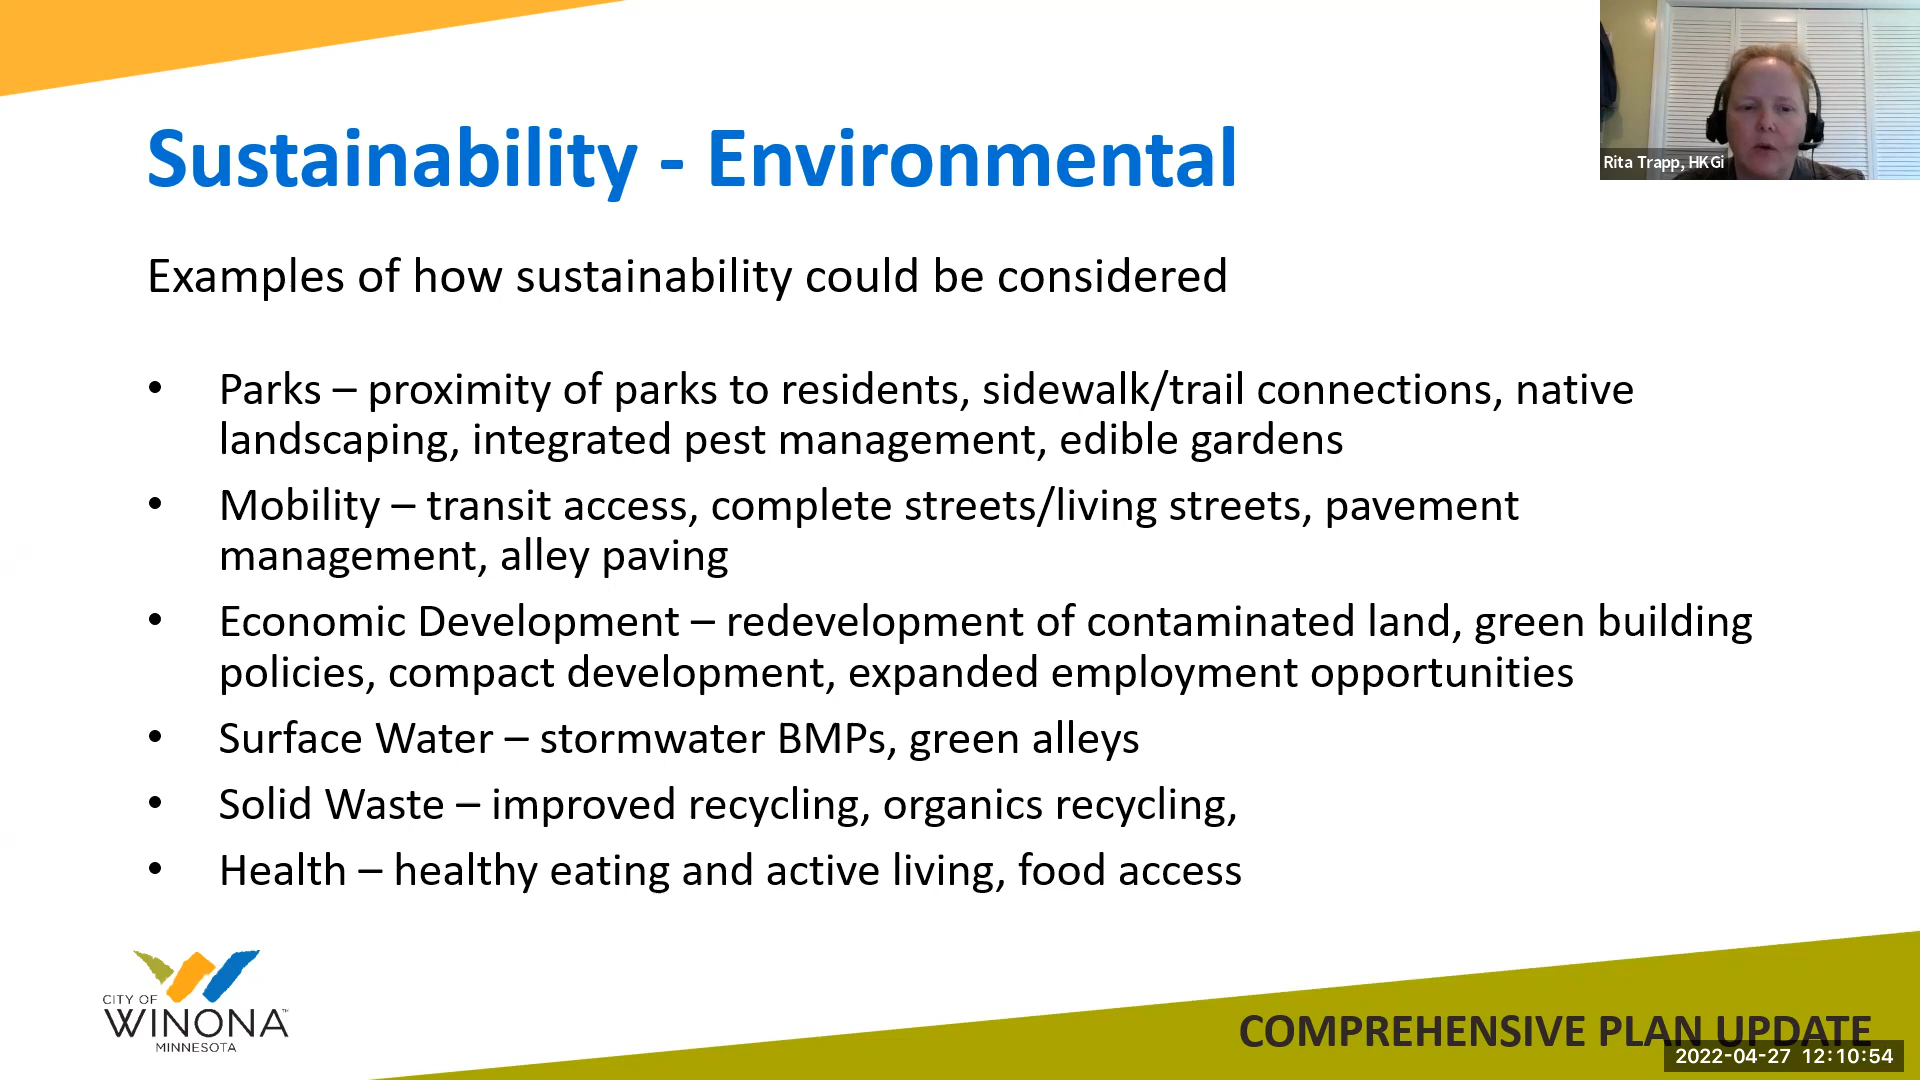 Sustainability - Environmental
Rita Trapp, HKGi
Examples of how sustainability could be considered
• Parks – proximity of parks to residents, sidewalk/trail connections, native
landscaping, integrated pest management, edible gardens
• Mobility – transit access, complete streets/living streets, pavement
management, alley paving
• Economic Development – redevelopment of contaminated land, green building
policies, compact development, expanded employment opportunities
• Surface Water – stormwater BMPs, green alleys
• Solid Waste – improved recycling, organics recycling,
• Health – healthy eating and active living, food access
CITY OF
WINONA™
MINNESOTA
COMPREHENSIVE PLAN UPDATE
2022-04-27 12:10:54